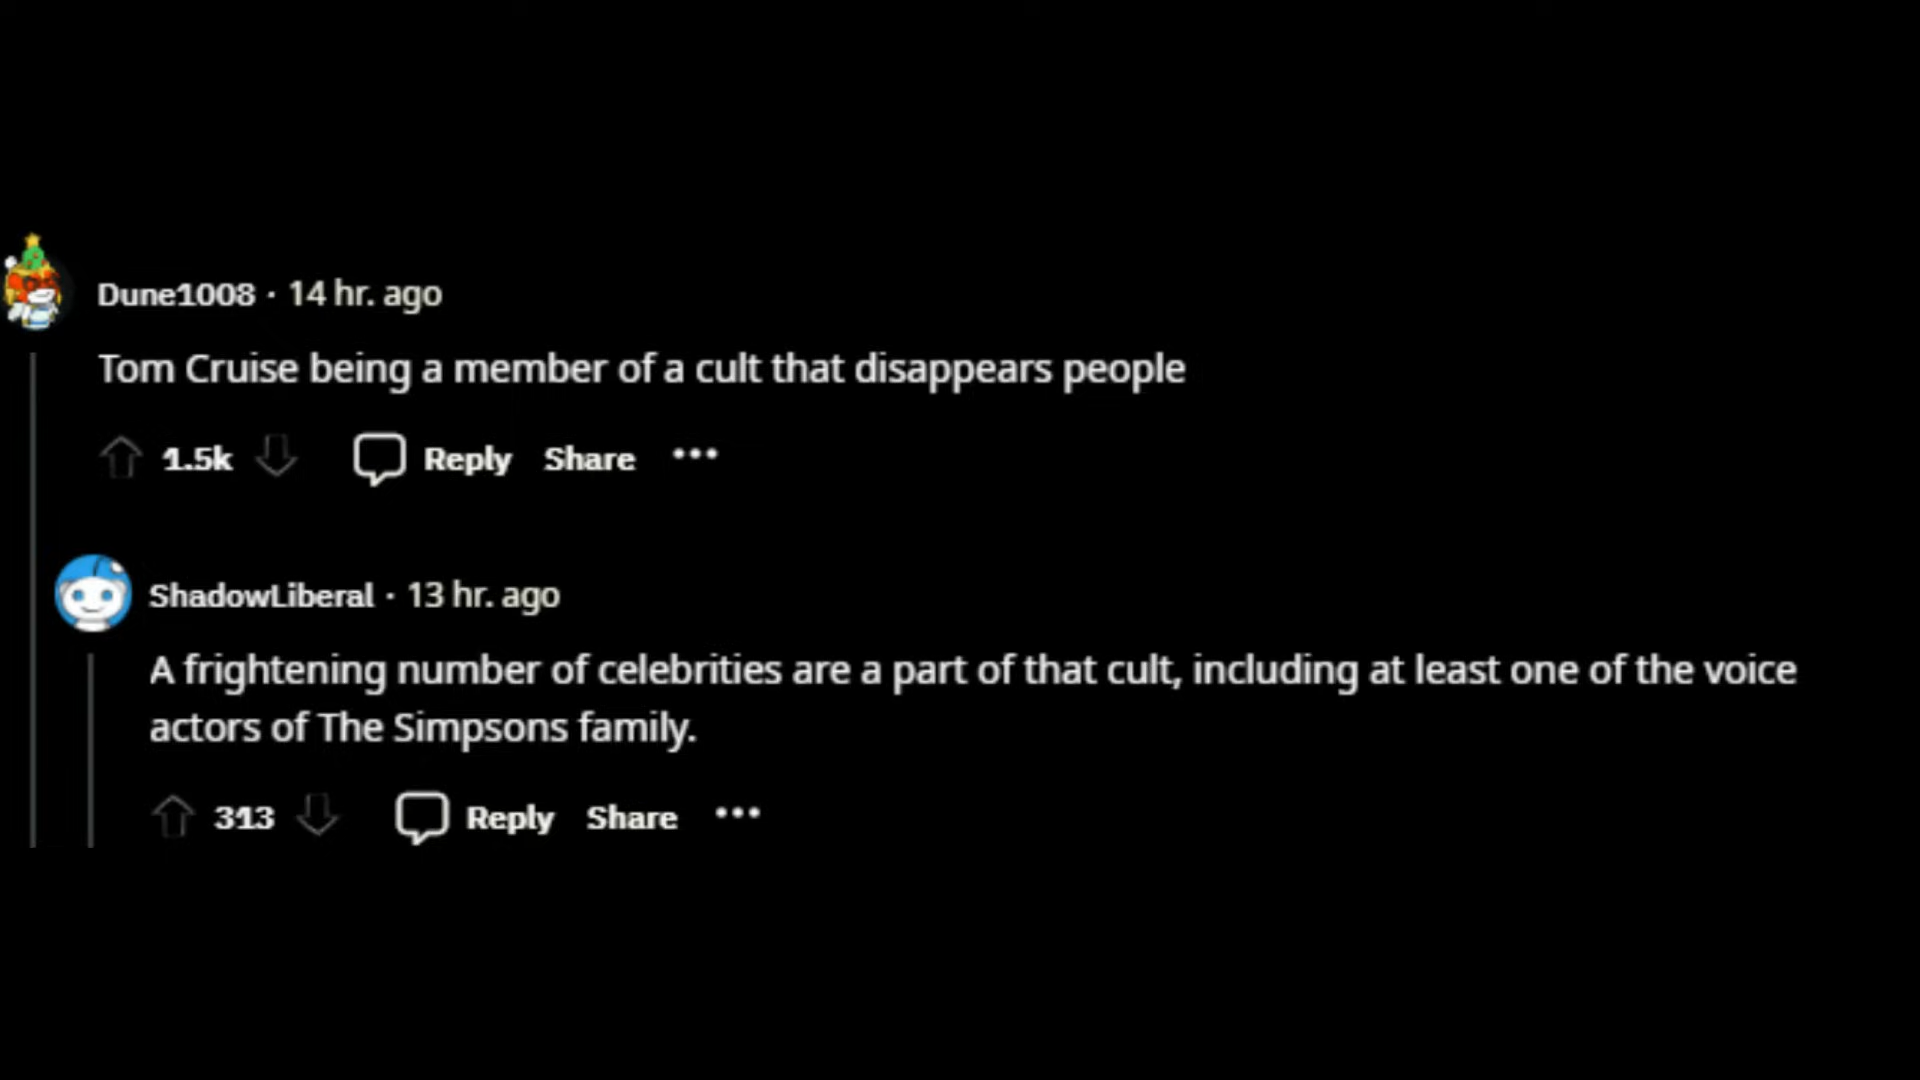 Dune1008 · 14 hr. ago
Tom Cruise being a member of a cult that disappears people
1.5k Reply Share ···
ShadowLiberal · 13 hr. ago
A frightening number of celebrities are a part of that cult, including at least one of the voice
actors of The Simpsons family.
313 Reply Share ···